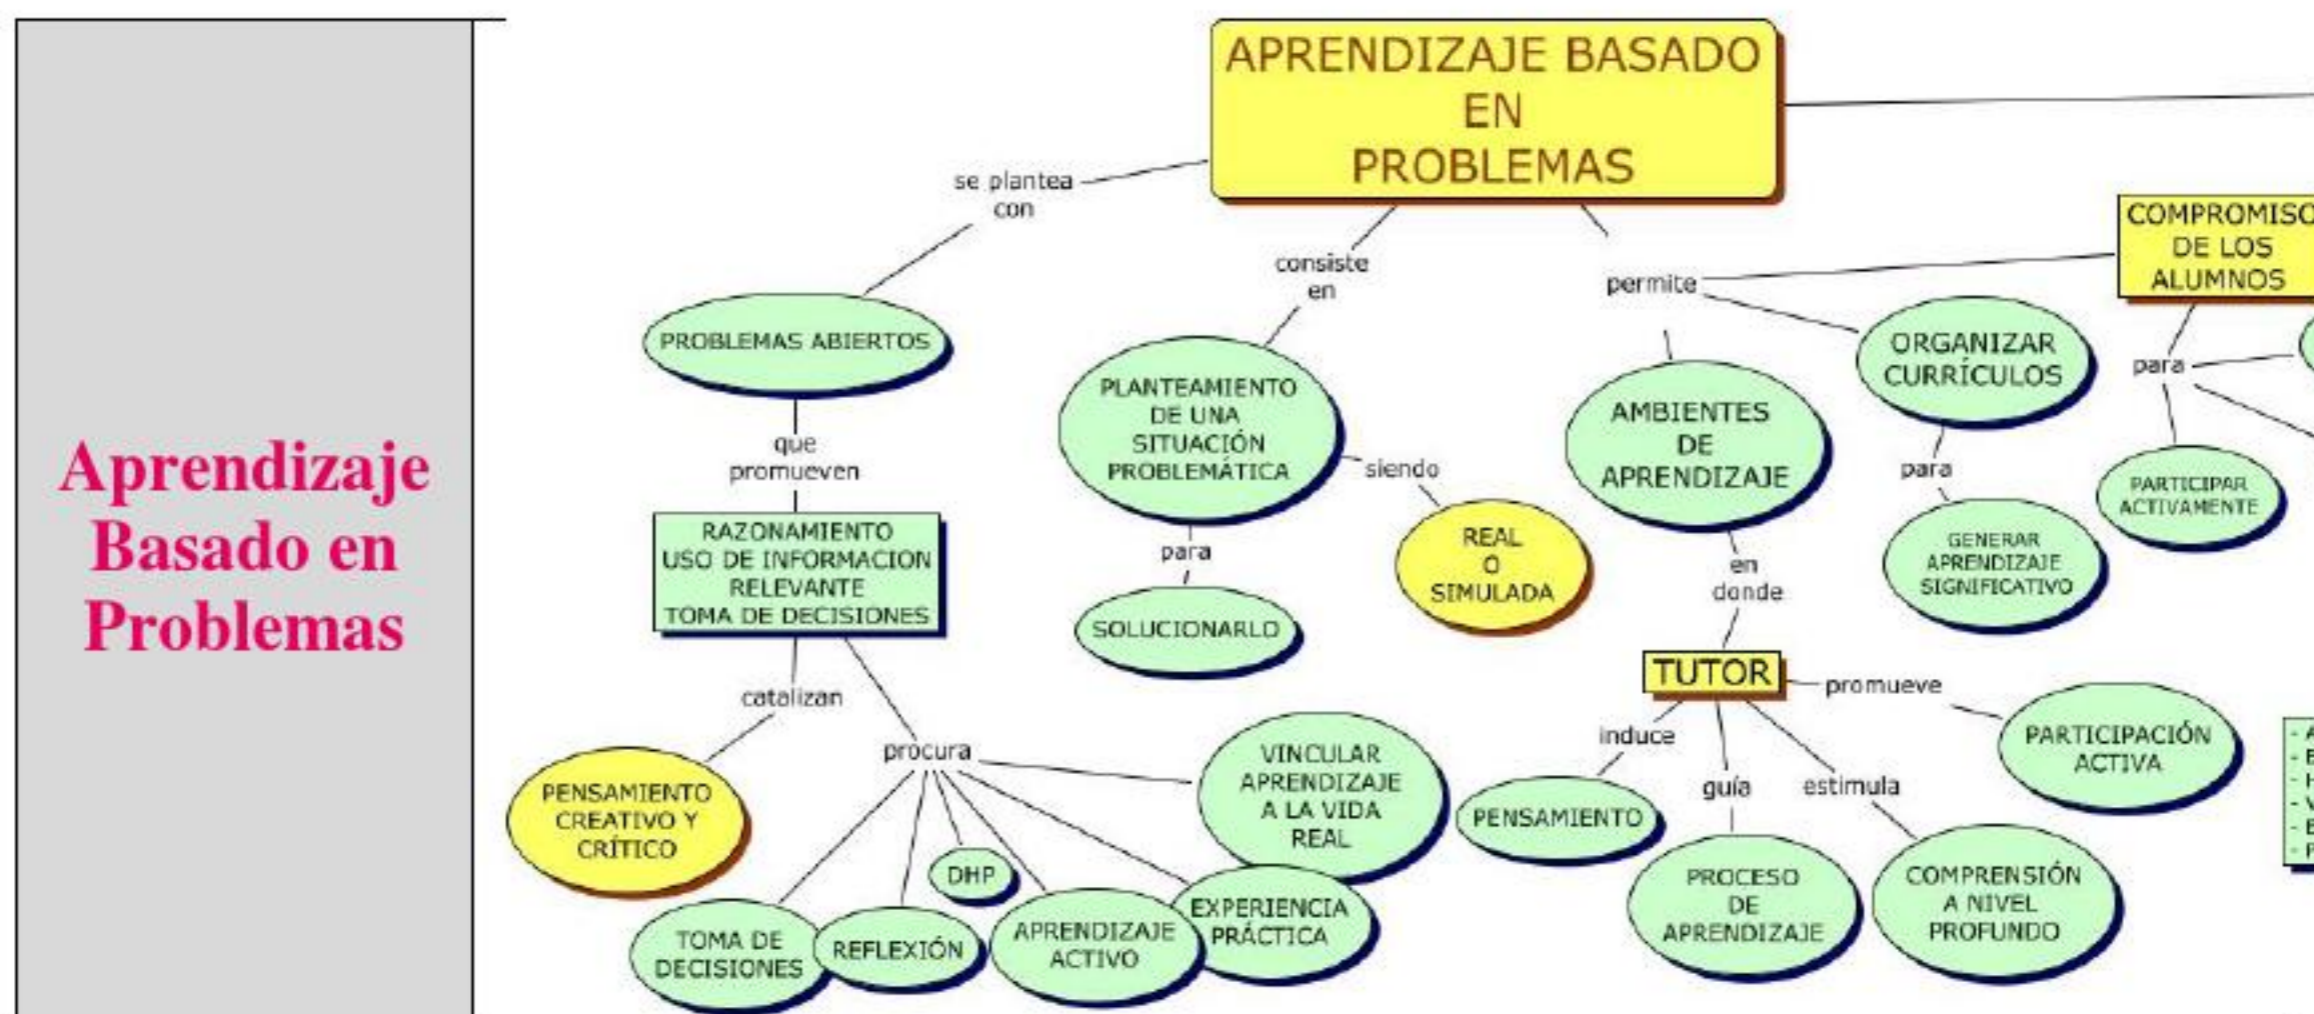 Aprendizaje
Basado en
Problemas
APRENDIZAJE BASADO
EN
PROBLEMAS
se plantea
con
PROBLEMAS ABIERTOS
que
promueven
RAZONAMIENTO
USO DE INFORMACION
RELEVANTE
TOMA DE DECISIONES
catalizan
PENSAMIENTO
CREATIVO Y
CRÍTICO
procura
TOMA DE
DECISIONES
REFLEXIÓN
DHP
APRENDIZAJE
ACTIVO
EXPERIENCIA
PRÁCTICA
VINCULAR
APRENDIZAJE
A LA VIDA
REAL
consiste
en
PLANTEAMIENTO
DE UNA
SITUACIÓN
PROBLEMÁTICA
para
SOLUCIONARLO
siendo
REAL
O
SIMULADA
permite
AMBIENTES
DE
APRENDIZAJE
en
donde
TUTOR
induce
PENSAMIENTO
guía
PROCESO
DE
APRENDIZAJE
estimula
COMPRENSIÓN
A NIVEL
PROFUNDO
promueve
PARTICIPACIÓN
ACTIVA
ORGANIZAR
CURRÍCULOS
para
GENERAR
APRENDIZAJE
SIGNIFICATIVO
COMPROMISO
DE LOS
ALUMNOS
para
PARTICIPAR
ACTIVAMENTE